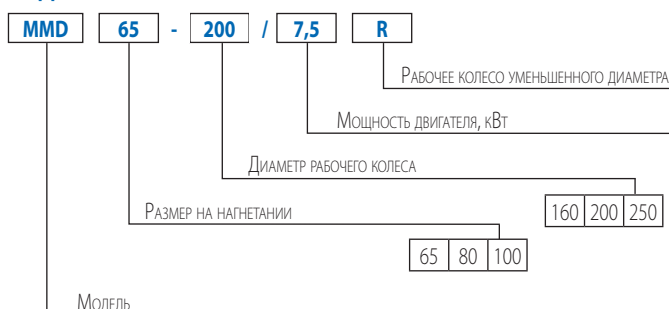 MMD 65 - 200 / 7,5 R
Рабочее колесо уменьшенного диаметра
Мощность двигателя, кВт
Диаметр рабочего колеса
160 200 250
Размер на нагнетании
65 80 100
Модель